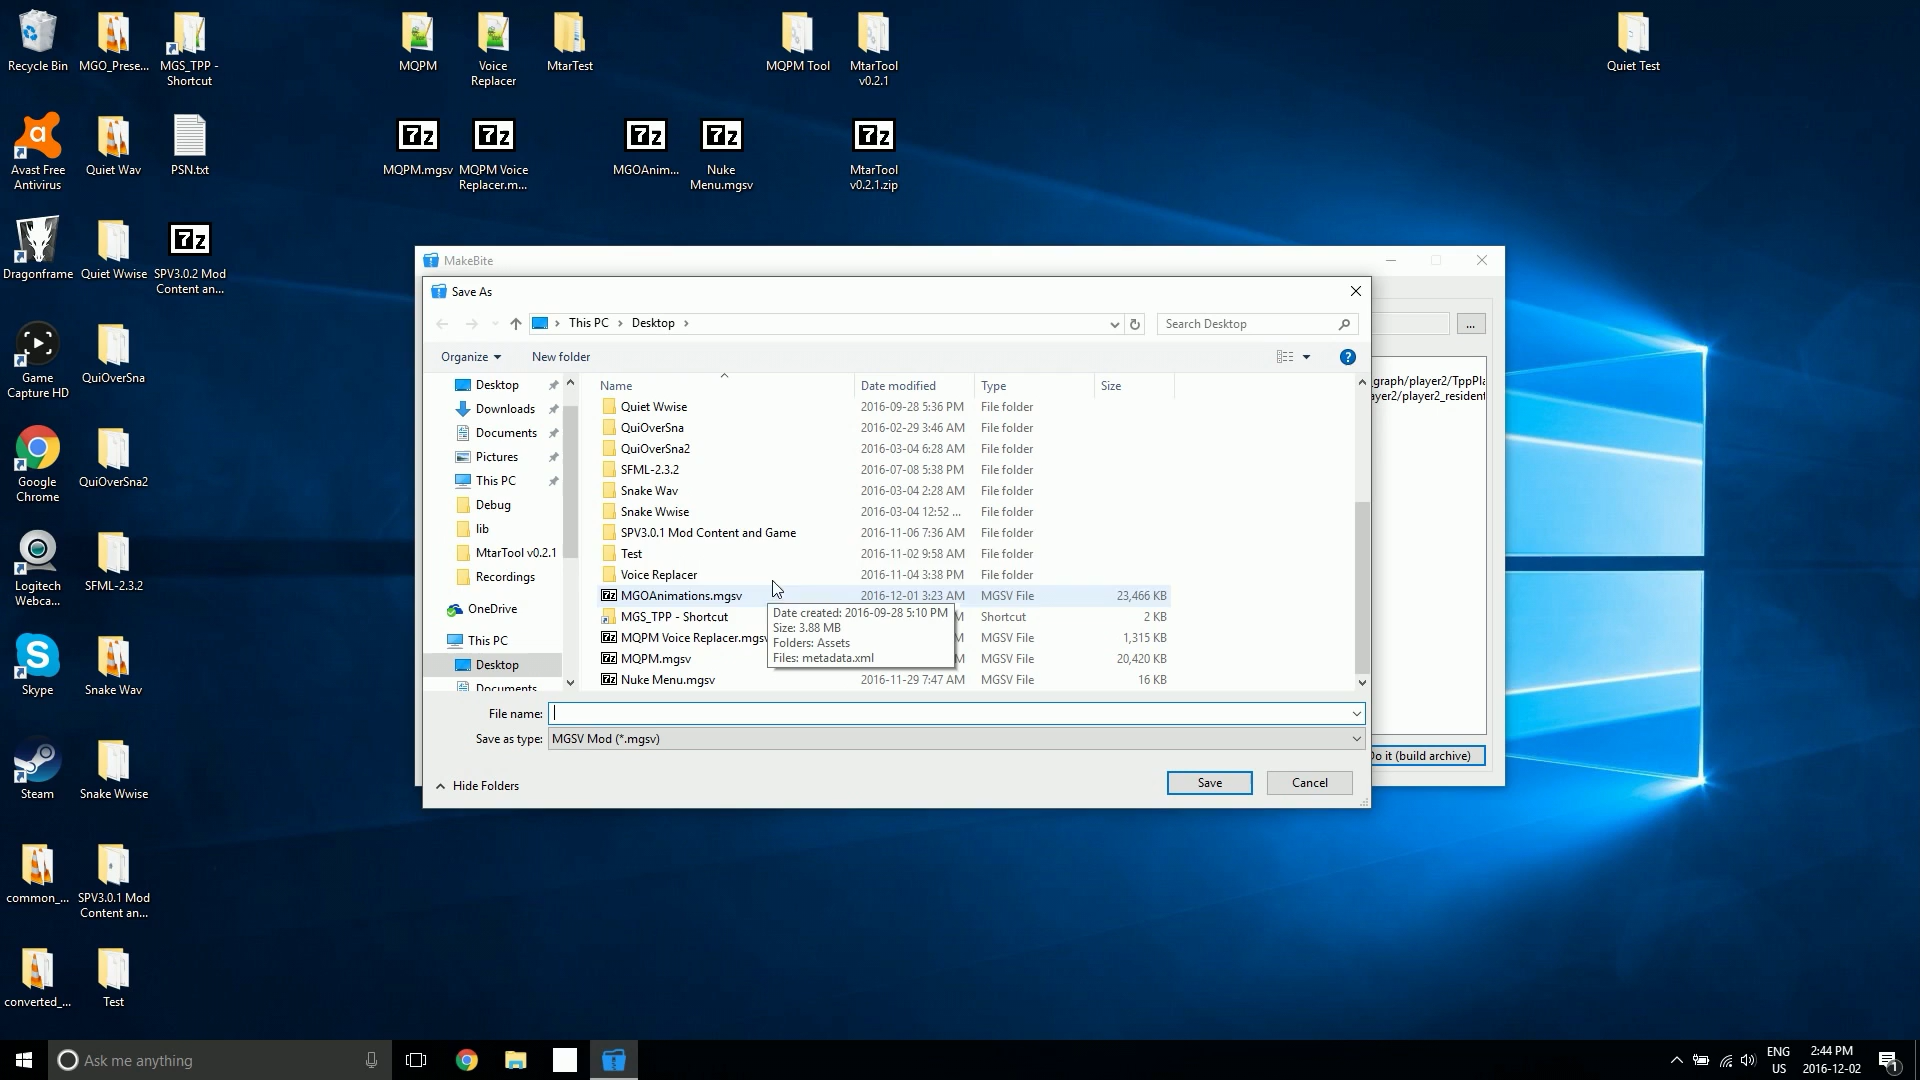 Recycle Bin
MGO_Prese...
MGS_TPP -
Shortcut
MQPM
Voice
Replacer
MtarTest
MQPM Tool
MtarTool
v0.2.1
Quiet Test
Avast Free
Antivirus
Quiet Wav
PSN.txt
7z
MQPM.mgsv
7z
MQPM Voice
Replacer.m...
7z
MGOAnim...
7z
Nuke
Menu.mgsv
7z
MtarTool
v0.2.1.zip
Dragonframe
Quiet Wwise
7z
SPV3.0.2 Mod
Content an...
Game
Capture HD
QuiOverSna
Google
Chrome
QuiOverSna2
Logitech
Webca...
SFML-2.3.2
Skype
Snake Wav
Steam
Snake Wwise
common_...
SPV3.0.1 Mod
Content an...
converted_...
Test
MakeBite
...
graph/player2/TppPla
ayer2/player2_resident
Do it (build archive)
Save As
This PC
Desktop
Search Desktop
Organize
New folder
Desktop
Downloads
Documents
Pictures
This PC
Debug
lib
MtarTool v0.2.1
Recordings
OneDrive
This PC
Desktop
Documents
Name Date modified Type Size
Quiet Wwise 2016-09-28 5:36 PM File folder
QuiOverSna 2016-02-29 3:46 AM File folder
QuiOverSna2 2016-03-04 6:28 AM File folder
SFML-2.3.2 2016-07-08 5:38 PM File folder
Snake Wav 2016-03-04 2:28 AM File folder
Snake Wwise 2016-03-04 12:52 ... File folder
SPV3.0.1 Mod Content and Game 2016-11-06 7:36 AM File folder
Test 2016-11-02 9:58 AM File folder
Voice Replacer 2016-11-04 3:38 PM File folder
MGOAnimations.mgsv 2016-12-01 3:23 AM MGSV File 23,466 KB
MGS_TPP - Shortcut M Shortcut 2 KB
MQPM Voice Replacer.mgsv M MGSV File 1,315 KB
MQPM.mgsv M MGSV File 20,420 KB
Nuke Menu.mgsv 2016-11-29 7:47 AM MGSV File 16 KB
Date created: 2016-09-28 5:10 PM
Size: 3.88 MB
Folders: Assets
Files: metadata.xml
File name:
Save as type: MGSV Mod (*.mgsv)
Hide Folders
Save
Cancel
Ask me anything
ENG
US
2:44 PM
2016-12-02
1